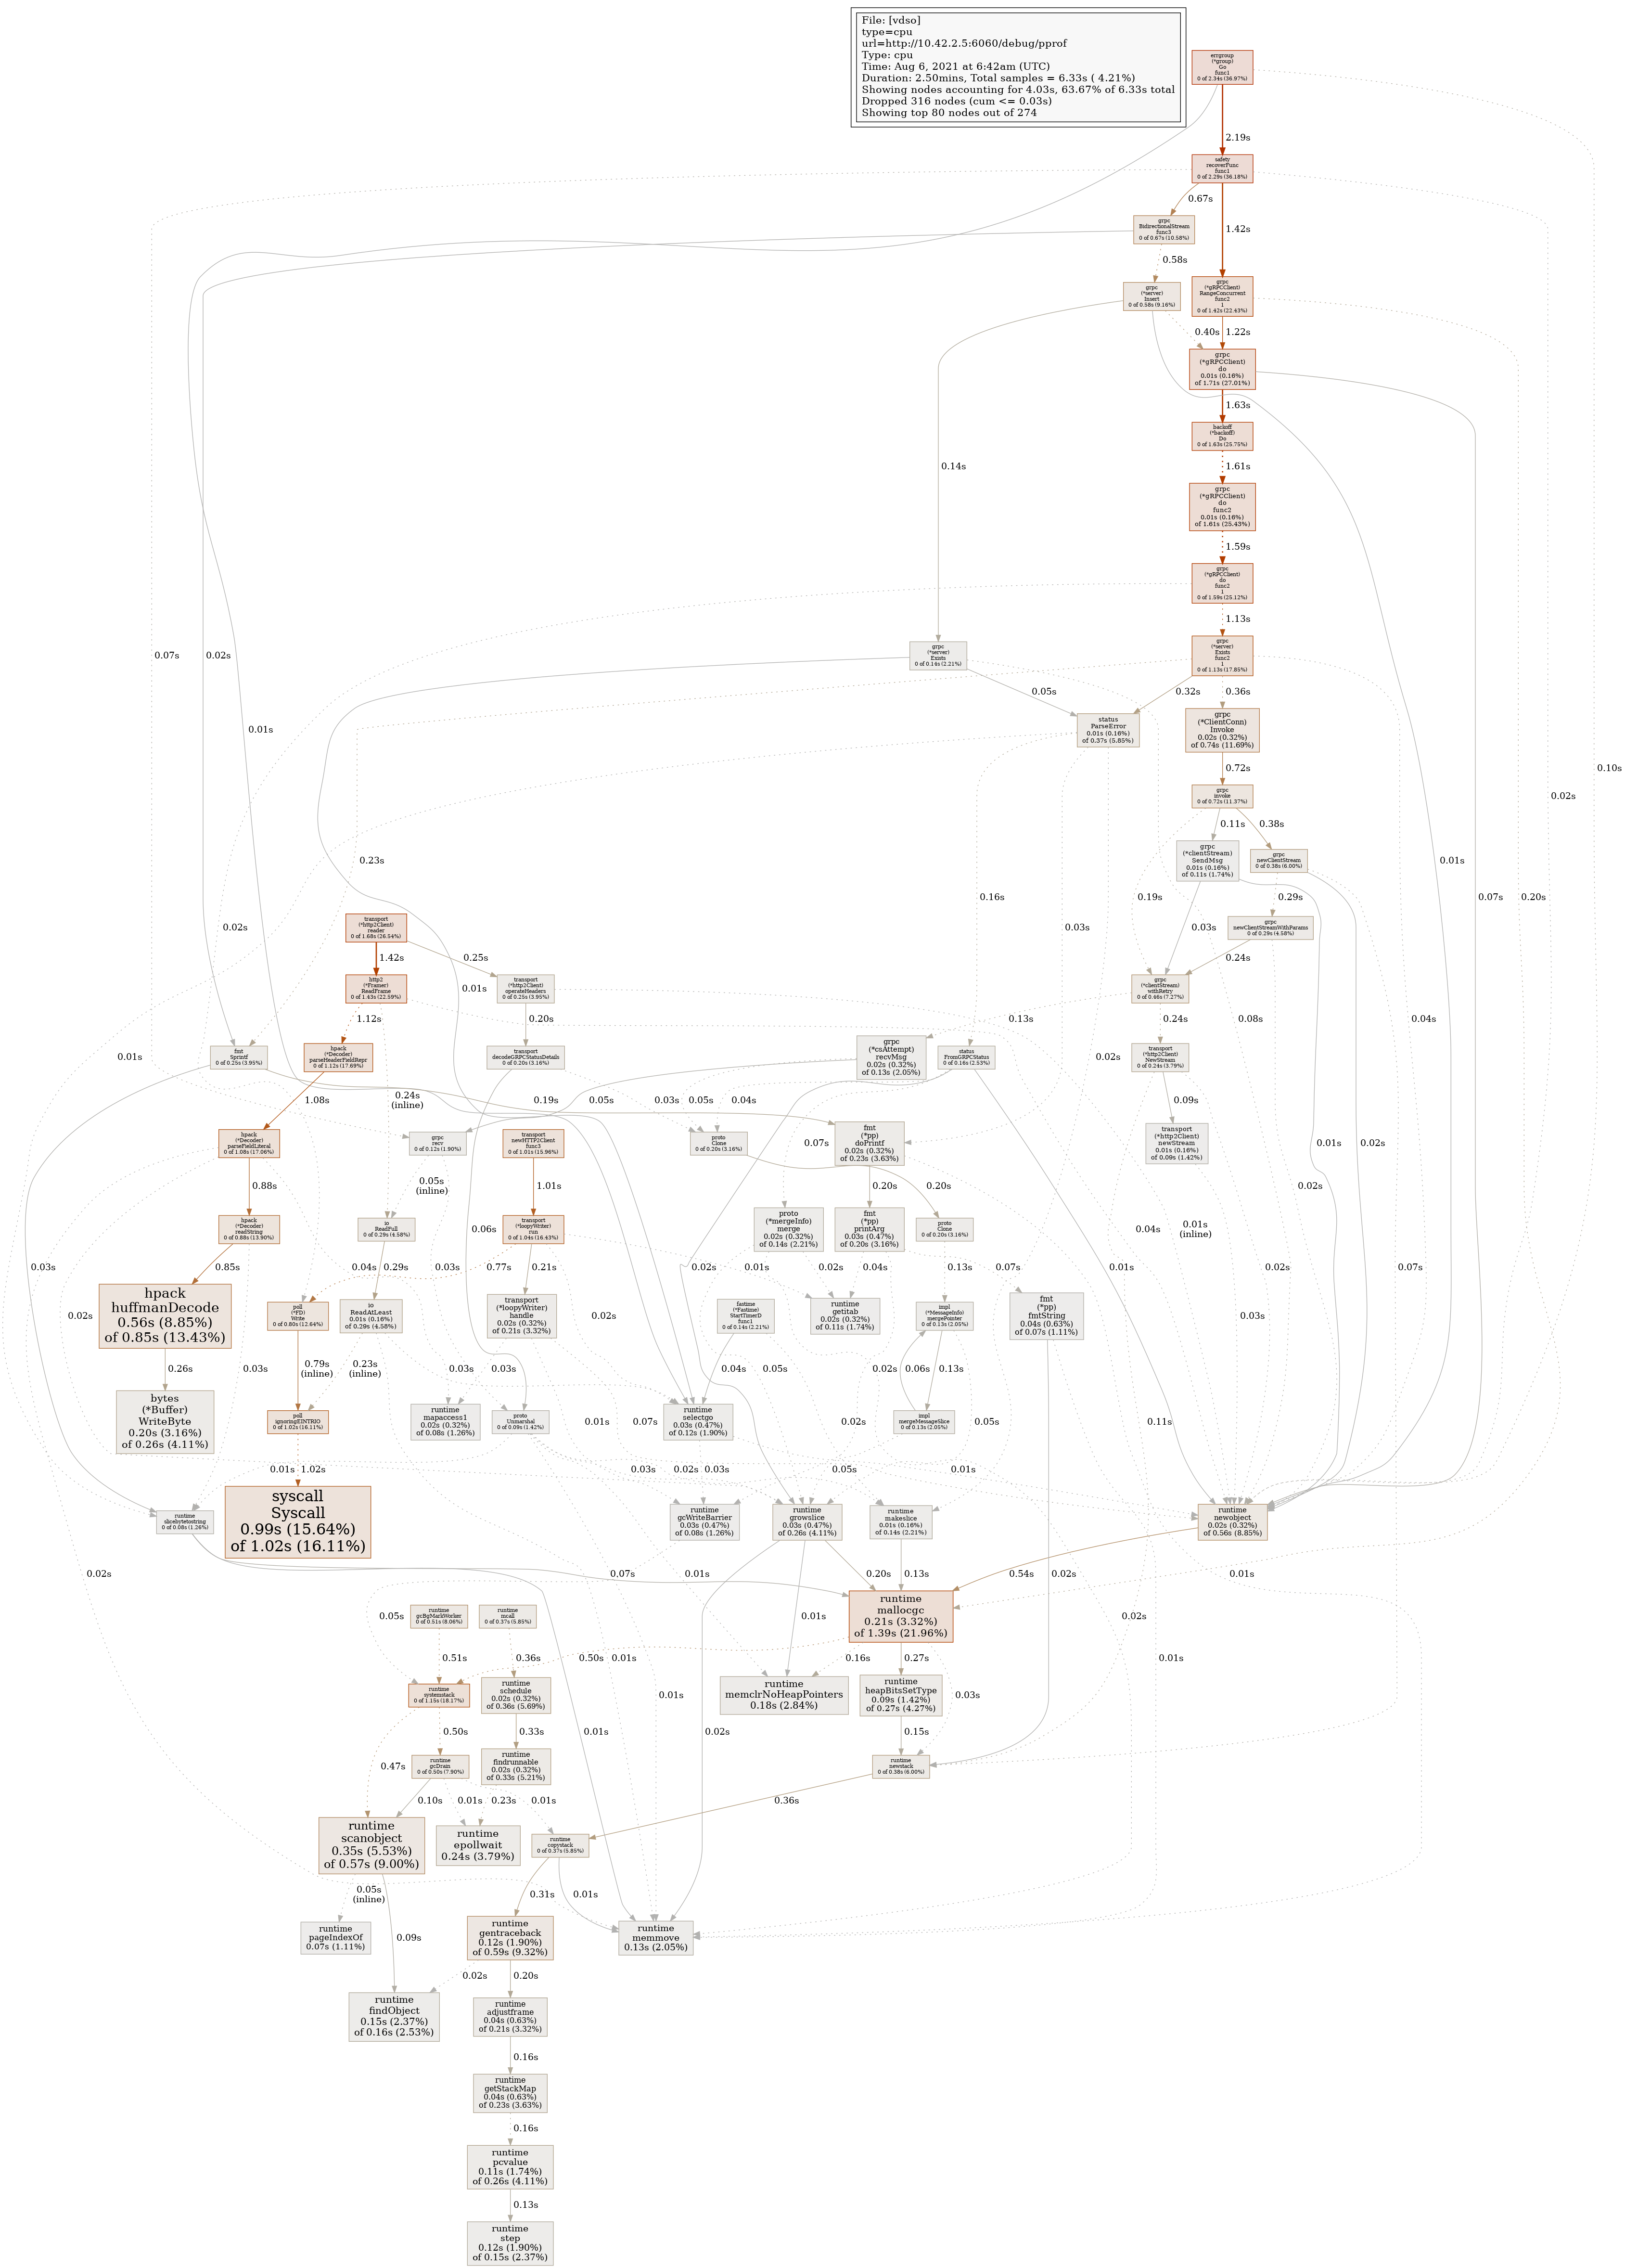 File: [vdso]
type=cpu
url=http://10.42.2.5:6060/debug/pprof
Type: cpu
Time: Aug 6, 2021 at 6:42am (UTC)
Duration: 2.50mins, Total samples = 6.33s ( 4.21%)
Showing nodes accounting for 4.03s, 63.67% of 6.33s total
Dropped 316 nodes (cum <= 0.03s)
Showing top 80 nodes out of 274
errgroup
(*group)
Go
func1
0 of 2.34s (36.97%)
2.19s
safety
recoverFunc
func1
0 of 2.29s (36.18%)
0.67s
grpc
BidirectionalStream
func3
0 of 0.67s (10.58%)
1.42s
0.58s
grpc
(*server)
Insert
0 of 0.58s (9.16%)
grpc
(*gRPCClient)
RangeConcurrent
func2
1
0 of 1.42s (22.43%)
0.40s
1.22s
grpc
(*gRPCClient)
do
0.01s (0.16%)
of 1.71s (27.01%)
1.63s
backoff
(*backoff)
Do
0 of 1.63s (25.75%)
0.14s
1.61s
grpc
(*gRPCClient)
do
func2
0.01s (0.16%)
of 1.61s (25.43%)
1.59s
grpc
(*gRPCClient)
do
func2
1
0 of 1.59s (25.12%)
1.13s
0.07s
0.02s
grpc
(*server)
Exists
0 of 0.14s (2.21%)
grpc
(*server)
Exists
func2
1
0 of 1.13s (17.85%)
0.05s
0.32s
0.36s
0.01s
status
ParseError
0.01s (0.16%)
of 0.37s (5.85%)
grpc
(*ClientConn)
Invoke
0.02s (0.32%)
of 0.74s (11.69%)
0.10s
0.72s
grpc
invoke
0 of 0.72s (11.37%)
0.02s
0.11s
0.38s
0.23s
grpc
(*clientStream)
SendMsg
0.01s (0.16%)
of 0.11s (1.74%)
grpc
newClientStream
0 of 0.38s (6.00%)
0.01s
0.16s
0.19s
0.29s
0.20s
0.07s
transport
(*http2Client)
reader
0 of 1.68s (26.54%)
0.02s
0.03s
0.03s
grpc
newClientStreamWithParams
0 of 0.29s (4.58%)
1.42s
0.25s
0.24s
http2
(*Framer)
ReadFrame
0 of 1.43s (22.59%)
transport
(*http2Client)
operateHeaders
0 of 0.25s (3.95%)
0.01s
grpc
(*clientStream)
withRetry
0 of 0.46s (7.27%)
1.12s
0.20s
0.13s
0.24s
0.08s
0.04s
fmt
Sprintf
0 of 0.25s (3.95%)
hpack
(*Decoder)
parseHeaderFieldRepr
0 of 1.12s (17.69%)
transport
decodeGRPCStatusDetails
0 of 0.20s (3.16%)
grpc
(*csAttempt)
recvMsg
0.02s (0.32%)
of 0.13s (2.05%)
status
FromGRPCStatus
0 of 0.16s (2.53%)
transport
(*http2Client)
NewStream
0 of 0.24s (3.79%)
0.01s
0.02s
1.08s
0.24s
(inline)
0.19s
0.05s
0.03s
0.05s
0.04s
0.09s
hpack
(*Decoder)
parseFieldLiteral
0 of 1.08s (17.06%)
grpc
recv
0 of 0.12s (1.90%)
transport
newHTTP2Client
func3
0 of 1.01s (15.96%)
proto
Clone
0 of 0.20s (3.16%)
0.07s
fmt
(*pp)
doPrintf
0.02s (0.32%)
of 0.23s (3.63%)
transport
(*http2Client)
newStream
0.01s (0.16%)
of 0.09s (1.42%)
0.01s
0.02s
0.88s
0.05s
(inline)
1.01s
0.20s
0.20s
hpack
(*Decoder)
readString
0 of 0.88s (13.90%)
io
ReadFull
0 of 0.29s (4.58%)
0.06s
transport
(*loopyWriter)
run
0 of 1.04s (16.43%)
proto
(*mergeInfo)
merge
0.02s (0.32%)
of 0.14s (2.21%)
fmt
(*pp)
printArg
0.03s (0.47%)
of 0.20s (3.16%)
proto
Clone
0 of 0.20s (3.16%)
0.04s
0.01s
(inline)
0.02s
0.03s
0.85s
0.04s
0.29s
0.03s
0.77s
0.21s
0.02s
0.01s
0.02s
0.04s
0.13s
0.07s
0.01s
0.02s
0.07s
hpack
huffmanDecode
0.56s (8.85%)
of 0.85s (13.43%)
poll
(*FD)
Write
0 of 0.80s (12.64%)
io
ReadAtLeast
0.01s (0.16%)
of 0.29s (4.58%)
transport
(*loopyWriter)
handle
0.02s (0.32%)
of 0.21s (3.32%)
0.02s
fastime
(*Fastime)
StartTimerD
func1
0 of 0.14s (2.21%)
runtime
getitab
0.02s (0.32%)
of 0.11s (1.74%)
impl
(*MessageInfo)
mergePointer
0 of 0.13s (2.05%)
fmt
(*pp)
fmtString
0.04s (0.63%)
of 0.07s (1.11%)
0.02s
0.03s
0.26s
0.03s
0.79s
(inline)
0.23s
(inline)
0.03s
0.03s
0.04s
0.05s
0.02s
0.06s
0.13s
bytes
(*Buffer)
WriteByte
0.20s (3.16%)
of 0.26s (4.11%)
poll
ignoringEINTRIO
0 of 1.02s (16.11%)
runtime
mapaccess1
0.02s (0.32%)
of 0.08s (1.26%)
proto
Unmarshal
0 of 0.09s (1.42%)
0.01s
0.07s
runtime
selectgo
0.03s (0.47%)
of 0.12s (1.90%)
0.02s
impl
mergeMessageSlice
0 of 0.13s (2.05%)
0.05s
0.11s
0.01s
1.02s
0.03s
0.02s
0.03s
0.05s
0.01s
runtime
slicebytetostring
0 of 0.08s (1.26%)
syscall
Syscall
0.99s (15.64%)
of 1.02s (16.11%)
runtime
gcWriteBarrier
0.03s (0.47%)
of 0.08s (1.26%)
runtime
growslice
0.03s (0.47%)
of 0.26s (4.11%)
runtime
makeslice
0.01s (0.16%)
of 0.14s (2.21%)
runtime
newobject
0.02s (0.32%)
of 0.56s (8.85%)
0.02s
0.07s
0.01s
0.20s
0.13s
0.54s
0.02s
0.01s
runtime
gcBgMarkWorker
0 of 0.51s (8.06%)
runtime
mcall
0 of 0.37s (5.85%)
0.05s
0.01s
runtime
mallocgc
0.21s (3.32%)
of 1.39s (21.96%)
0.02s
0.51s
0.36s
0.50s
0.01s
0.16s
0.27s
0.01s
runtime
systemstack
0 of 1.15s (18.17%)
runtime
schedule
0.02s (0.32%)
of 0.36s (5.69%)
0.01s
runtime
memclrNoHeapPointers
0.18s (2.84%)
runtime
heapBitsSetType
0.09s (1.42%)
of 0.27s (4.27%)
0.03s
0.50s
0.33s
0.02s
0.15s
0.47s
runtime
gcDrain
0 of 0.50s (7.90%)
runtime
findrunnable
0.02s (0.32%)
of 0.33s (5.21%)
0.01s
runtime
newstack
0 of 0.38s (6.00%)
0.10s
0.01s
0.23s
0.01s
0.36s
runtime
scanobject
0.35s (5.53%)
of 0.57s (9.00%)
runtime
epollwait
0.24s (3.79%)
runtime
copystack
0 of 0.37s (5.85%)
0.05s
(inline)
0.31s
0.01s
runtime
pageIndexOf
0.07s (1.11%)
0.09s
runtime
gentraceback
0.12s (1.90%)
of 0.59s (9.32%)
runtime
memmove
0.13s (2.05%)
0.02s
0.20s
runtime
findObject
0.15s (2.37%)
of 0.16s (2.53%)
runtime
adjustframe
0.04s (0.63%)
of 0.21s (3.32%)
0.16s
runtime
getStackMap
0.04s (0.63%)
of 0.23s (3.63%)
0.16s
runtime
pcvalue
0.11s (1.74%)
of 0.26s (4.11%)
0.13s
runtime
step
0.12s (1.90%)
of 0.15s (2.37%)